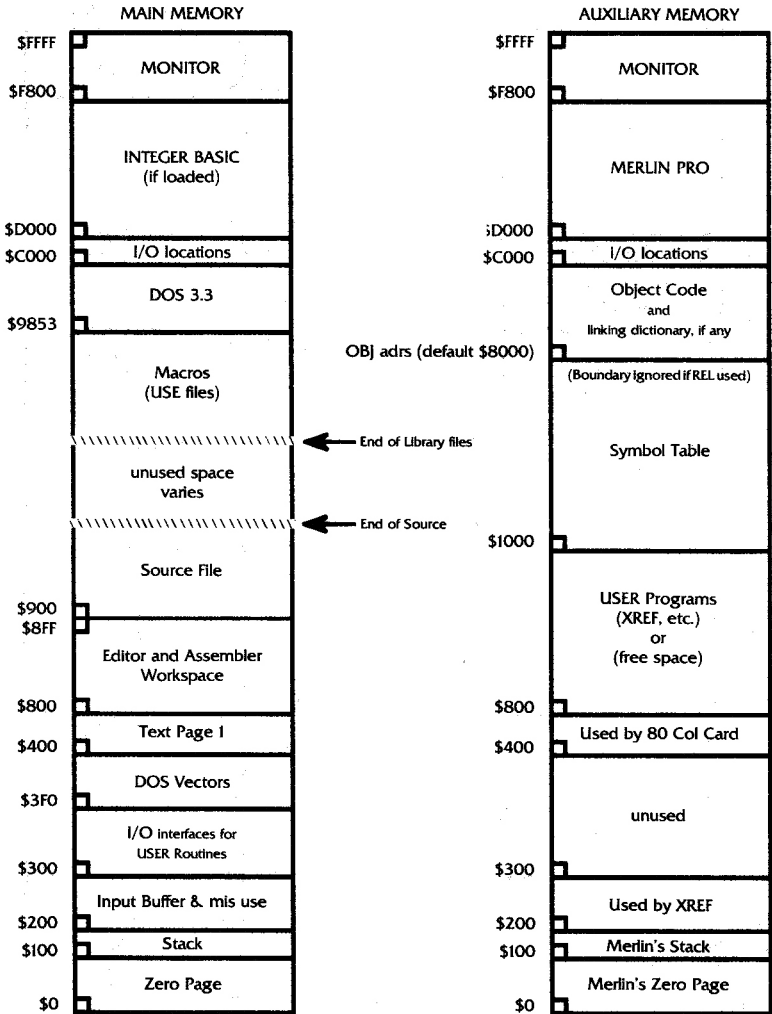 MAIN MEMORY
$FFFF
MONITOR
$F800
INTEGER BASIC
(if loaded)
$D000
$C000
I/O locations
DOS 3.3
$9853
Macros
(USE files)
End of Library files
unused space
varies
End of Source
Source File
$900
$8FF
Editor and Assembler
Workspace
$800
Text Page 1
$400
DOS Vectors
$3F0
I/O interfaces for
USER Routines
$300
Input Buffer & mis use
$200
Stack
$100
Zero Page
$0
AUXILIARY MEMORY
$FFFF
MONITOR
$F800
MERLIN PRO
$D000
$C000
I/O locations
Object Code
and
linking dictionary, if any
OBJ adrs (default $8000)
(Boundary ignored if REL used)
Symbol Table
$1000
USER Programs
(XREF, etc.)
or
(free space)
$800
Used by 80 Col Card
$400
unused
$300
Used by XREF
$200
Merlin's Stack
$100
Merlin's Zero Page
$0